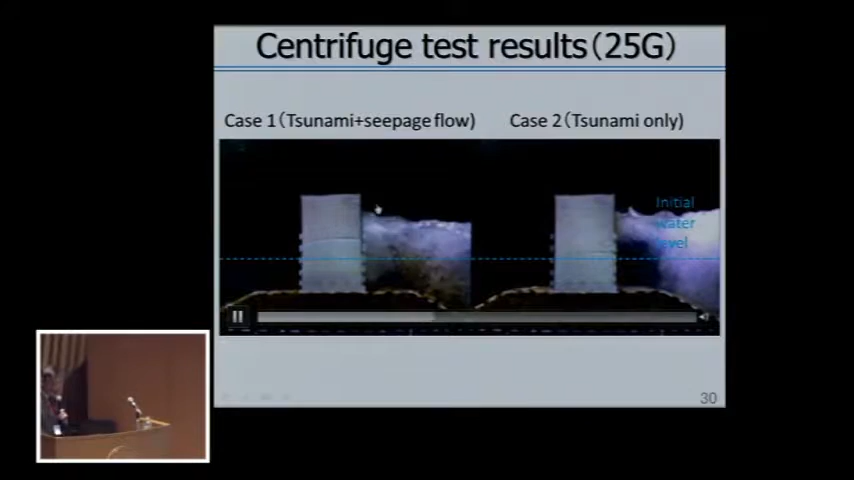 Centrifuge test results（25G）
Case 1（Tsunami+seepage flow)
Case 2（Tsunami only)
Initial
water
level
30